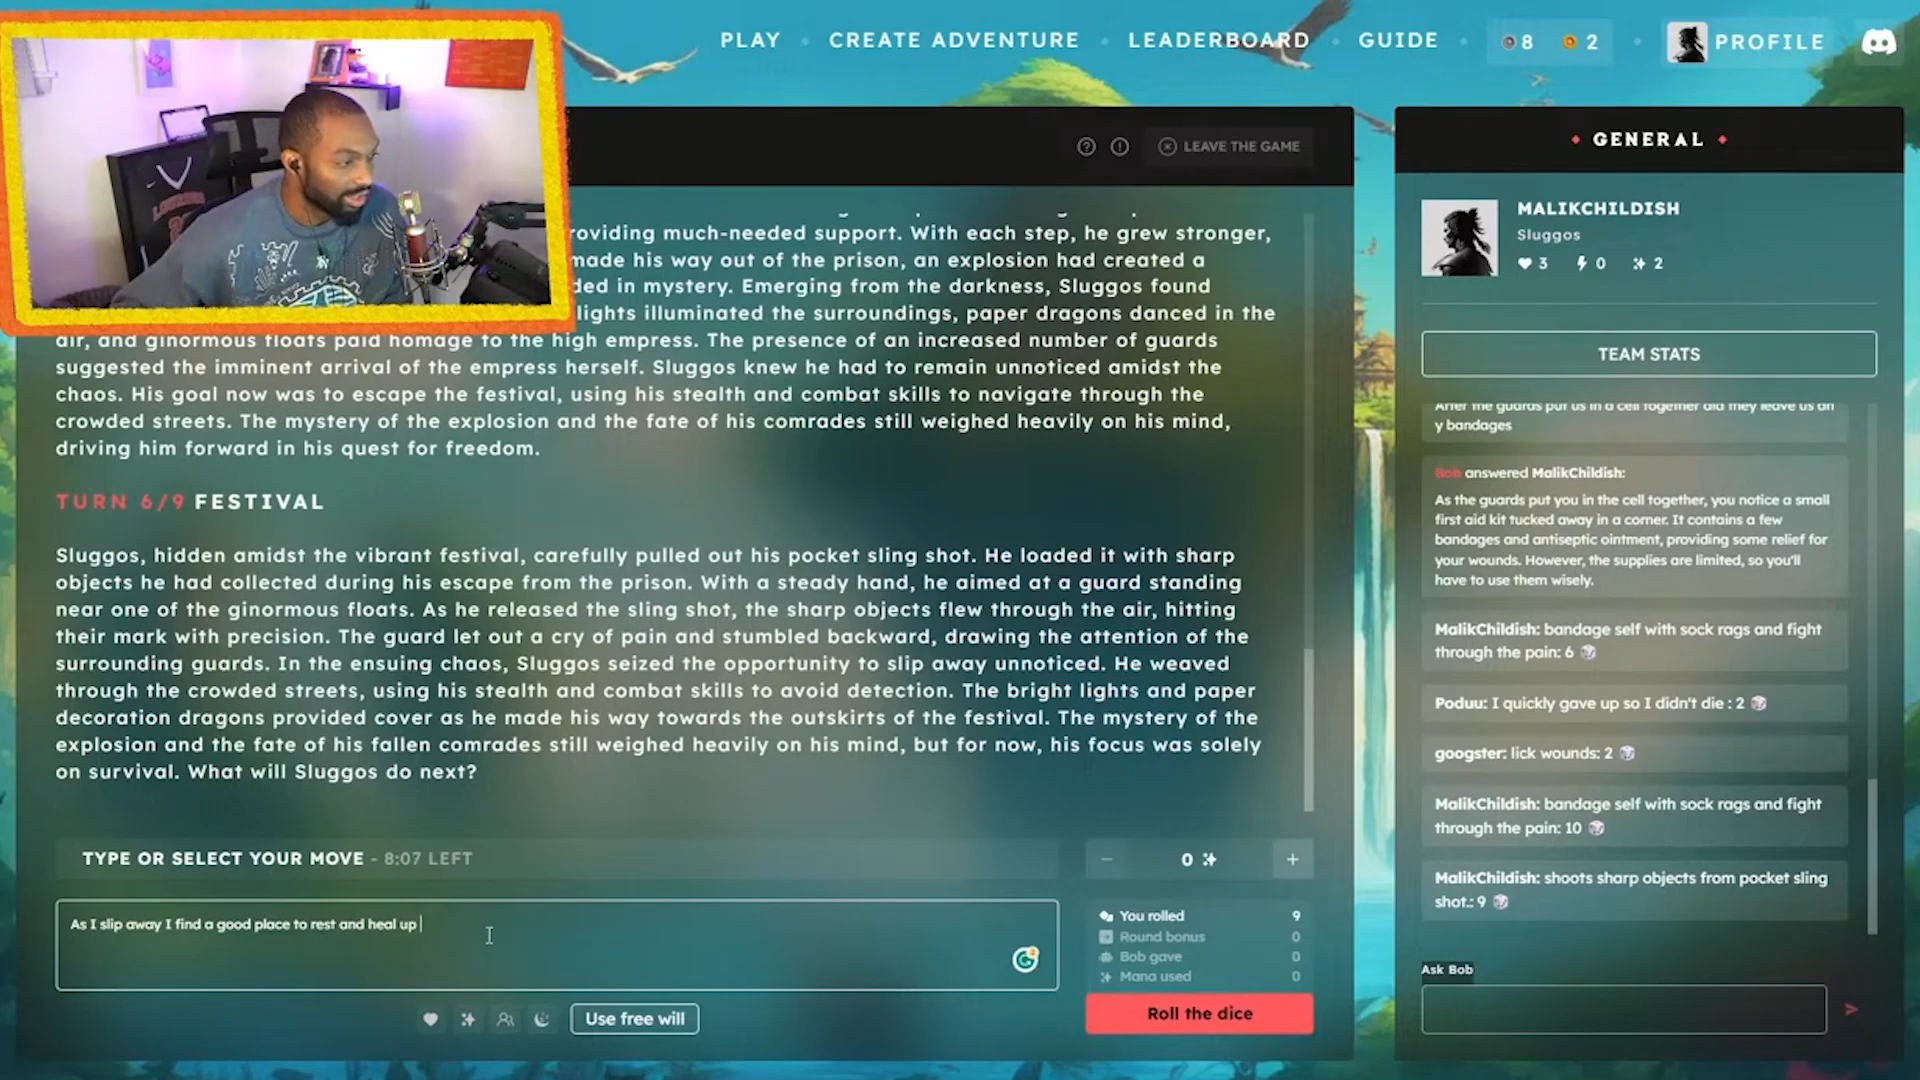 PLAY
CREATE ADVENTURE
LEADERBOARD
GUIDE
8
2
PROFILE
LEAVE THE GAME
roviding much-needed support. With each step, he grew stronger,
made his way out of the prison, an explosion had created a
ded in mystery. Emerging from the darkness, Sluggos found
lights illuminated the surroundings, paper dragons danced in the
air, and ginormous floats paid homage to the high empress. The presence of an increased number of guards
suggested the imminent arrival of the empress herself. Sluggos knew he had to remain unnoticed amidst the
chaos. His goal now was to escape the festival, using his stealth and combat skills to navigate through the
crowded streets. The mystery of the explosion and the fate of his comrades still weighed heavily on his mind,
driving him forward in his quest for freedom.
TURN 6/9 FESTIVAL
Sluggos, hidden amidst the vibrant festival, carefully pulled out his pocket sling shot. He loaded it with sharp
objects he had collected during his escape from the prison. With a steady hand, he aimed at a guard standing
near one of the ginormous floats. As he released the sling shot, the sharp objects flew through the air, hitting
their mark with precision. The guard let out a cry of pain and stumbled backward, drawing the attention of the
surrounding guards. In the ensuing chaos, Sluggos seized the opportunity to slip away unnoticed. He weaved
through the crowded streets, using his stealth and combat skills to avoid detection. The bright lights and paper
decoration dragons provided cover as he made his way towards the outskirts of the festival. The mystery of the
explosion and the fate of his fallen comrades still weighed heavily on his mind, but for now, his focus was solely
on survival. What will Sluggos do next?
TYPE OR SELECT YOUR MOVE - 8:07 LEFT
0
As I slip away I find a good place to rest and heal up
You rolled 9
Round bonus 0
Bob gave 0
Mana used 0
Use free will
Roll the dice
GENERAL
MALIKCHILDISH
Sluggos
3 0 2
TEAM STATS
After the guards put us in a cell together did they leave us an
y bandages
Bob answered MalikChildish:
As the guards put you in the cell together, you notice a small
first aid kit tucked away in a corner. It contains a few
bandages and antiseptic ointment, providing some relief for
your wounds. However, the supplies are limited, so you'll
have to use them wisely.
MalikChildish: bandage self with sock rags and fight
through the pain: 6
Poduu: I quickly gave up so I didn't die : 2
googster: lick wounds: 2
MalikChildish: bandage self with sock rags and fight
through the pain: 10
MalikChildish: shoots sharp objects from pocket sling
shot.: 9
Ask Bob